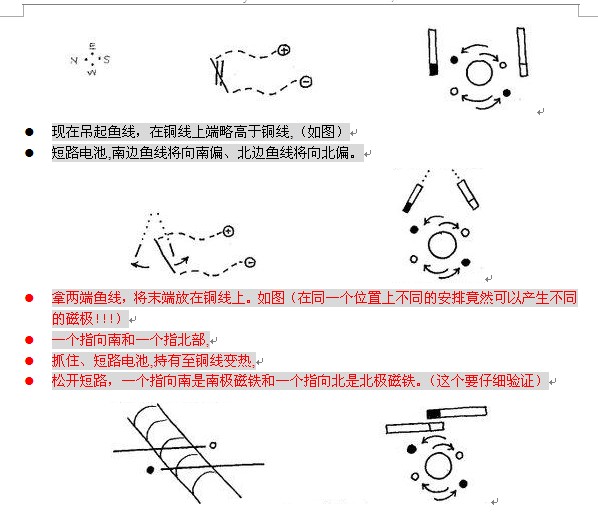 E
N S
W
+
-
现在吊起鱼线，在铜线上端略高于铜线,（如图）
短路电池,南边鱼线将向南偏、北边鱼线将向北偏。
+
-
拿两端鱼线，将末端放在铜线上。如图（在同一个位置上不同的安排竟然可以产生不同
的磁极!!!）
一个指向南和一个指北部,
抓住、短路电池,持有至铜线变热,
松开短路，一个指向南是南极磁铁和一个指向北是北极磁铁。（这个要仔细验证）